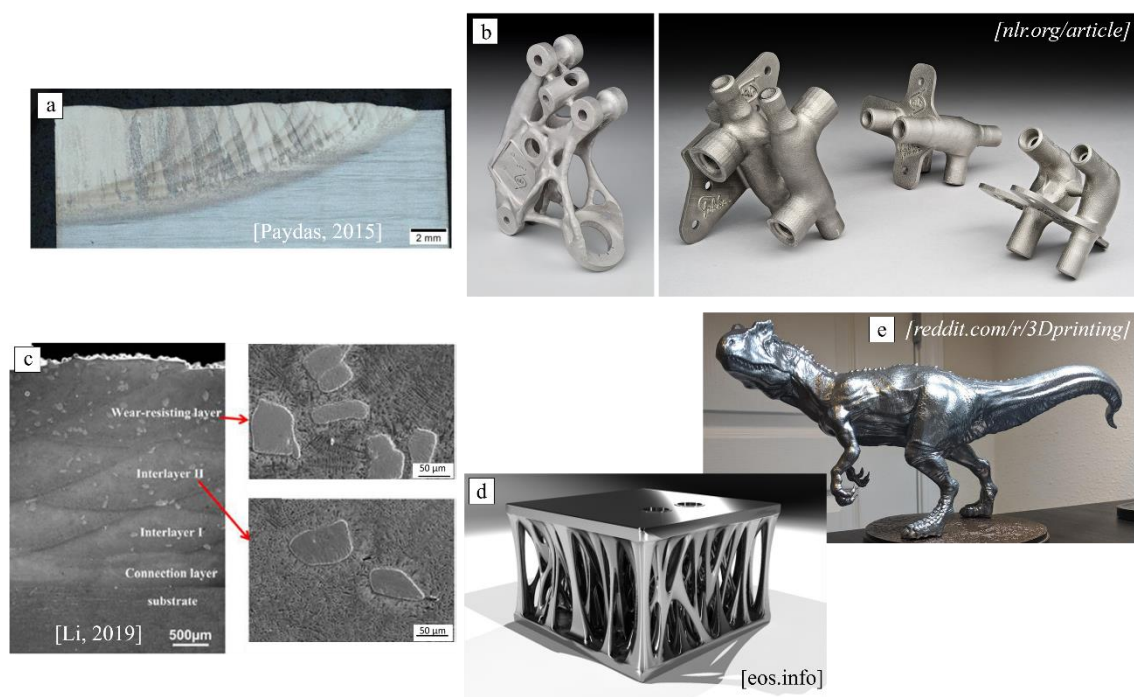 a
[Paydas, 2015]
2 mm
b
[nlr.org/article]
c
Wear-resisting layer
Interlayer II
Interlayer I
Connection layer
substrate
[Li, 2019]
500μm
50 μm
50 μm
d
[eos.info]
e
[reddit.com/r/3Dprinting]